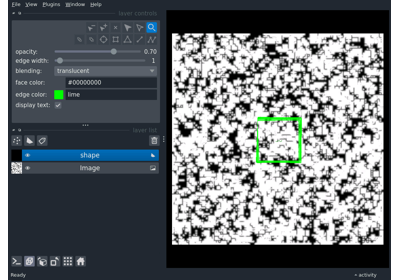 File View Plugins Window Help
layer controls
opacity: 0.70
edge width: 1
blending: translucent
face color: #00000000
edge color: lime
display text:
layer list
shape
Image
Ready activity